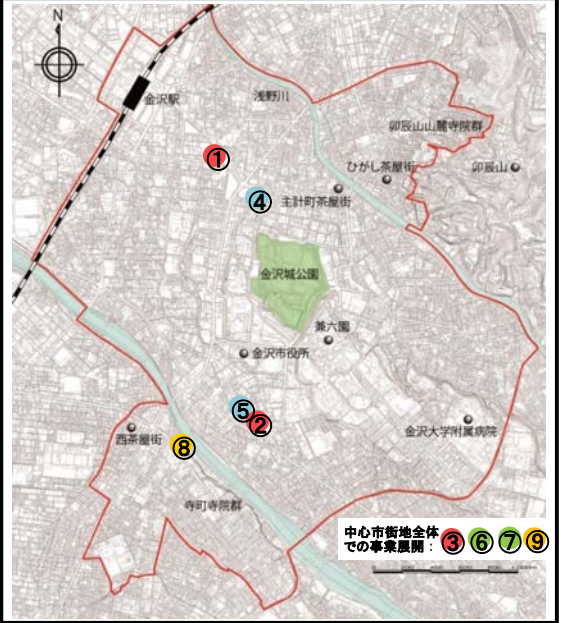 N
金沢駅
浅野川
卯辰山山麓寺院群
①
ひがし茶屋街
卯辰山
④
主計町茶屋街
金沢城公園
兼六園
金沢市役所
⑤
②
金沢大学附属病院
西茶屋街
⑧
寺町寺院群
中心市街地全体
での事業展開： ③ ⑥ ⑦ ⑨